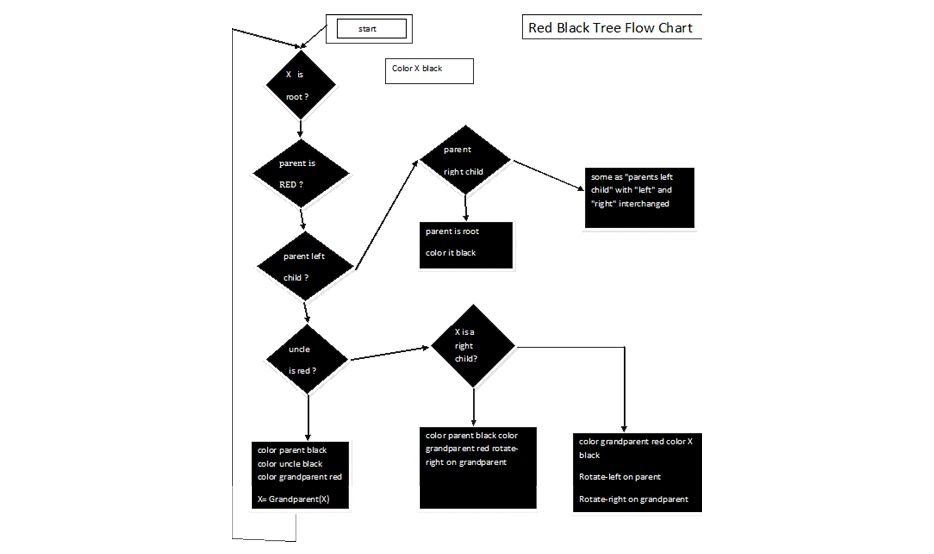 start
Red Black Tree Flow Chart
Color X black
X is
root ?
parent is
RED ?
parent
right child
some as "parents left
child" with "left" and
"right" interchanged
parent is root
color it black
parent left
child ?
uncle
is red ?
X is a
right
child?
color parent black
color uncle black
color grandparent red
X= Grandparent(X)
color parent black color
grandparent red rotate-
right on grandparent
color grandparent red color X
black
Rotate-left on parent
Rotate-right on grandparent